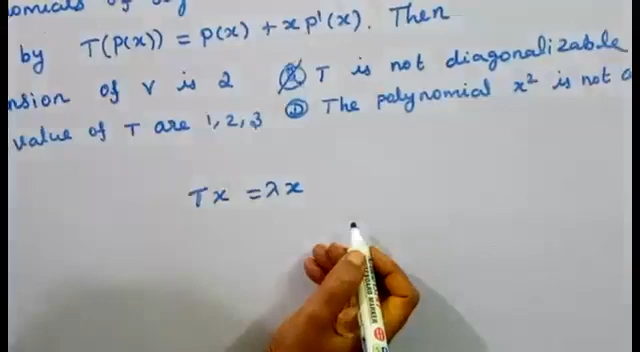 by T(p(x)) = p(x) + x p'(x). Then
of V is 2 Ⓑ T is not diagonalizable
value of T are 1, 2, 3 Ⓓ The polynomial x² is not a
Tx = λx